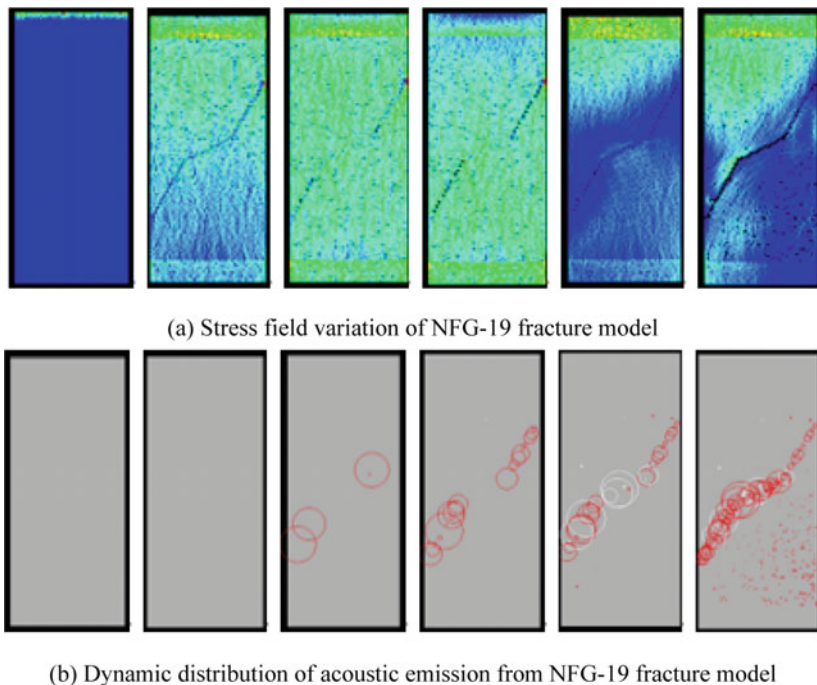 (a) Stress field variation of NFG-19 fracture model
(b) Dynamic distribution of acoustic emission from NFG-19 fracture model